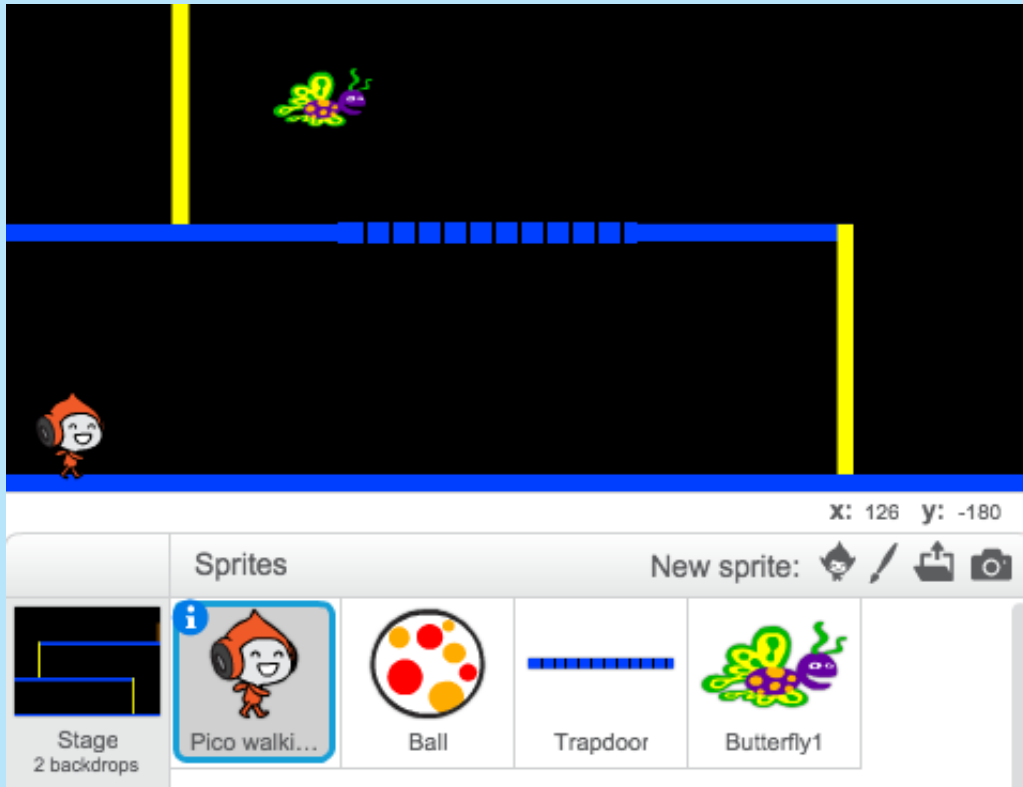 x: 126 y: -180
Sprites
New sprite:
Stage
2 backdrops
Pico walki...
Ball
Trapdoor
Butterfly1